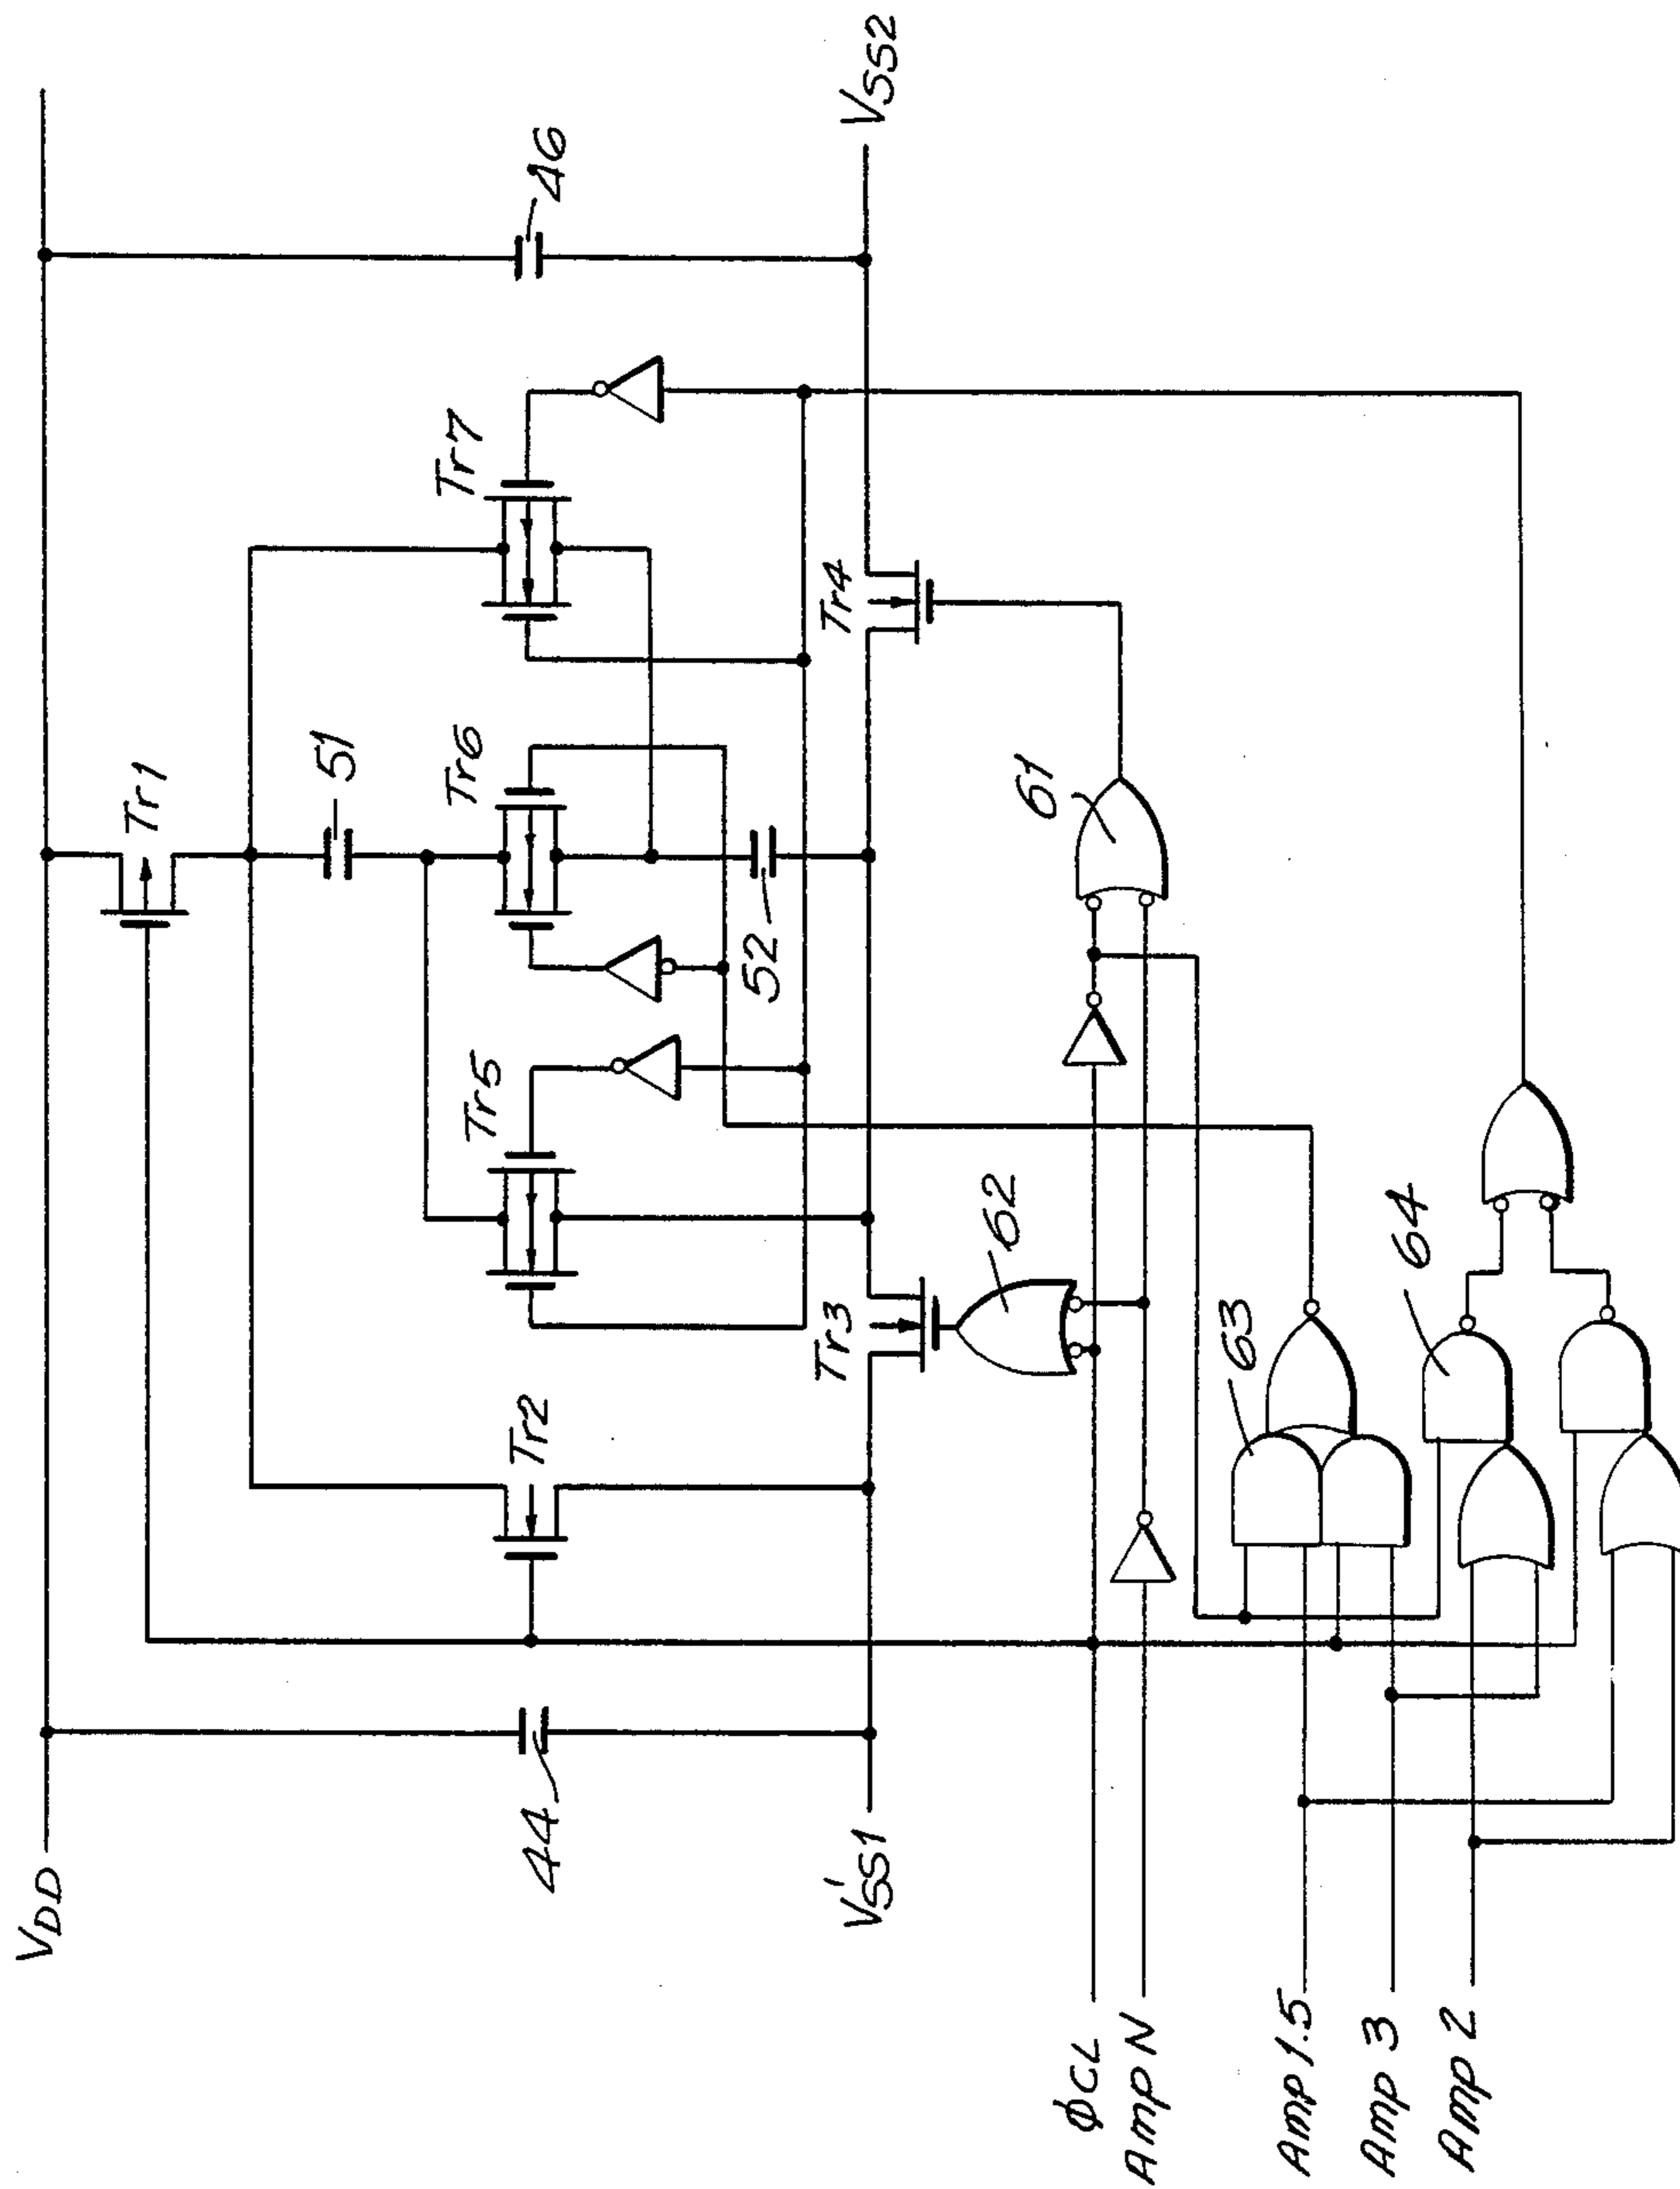 VDD
Tr1
51
46
44
Tr2
Tr5
Tr6
Tr7
52
V'SS1
Tr3
Tr4
VSS2
62
61
φCL
Amp N
63
Amp 1.5
Amp 3
64
Amp 2